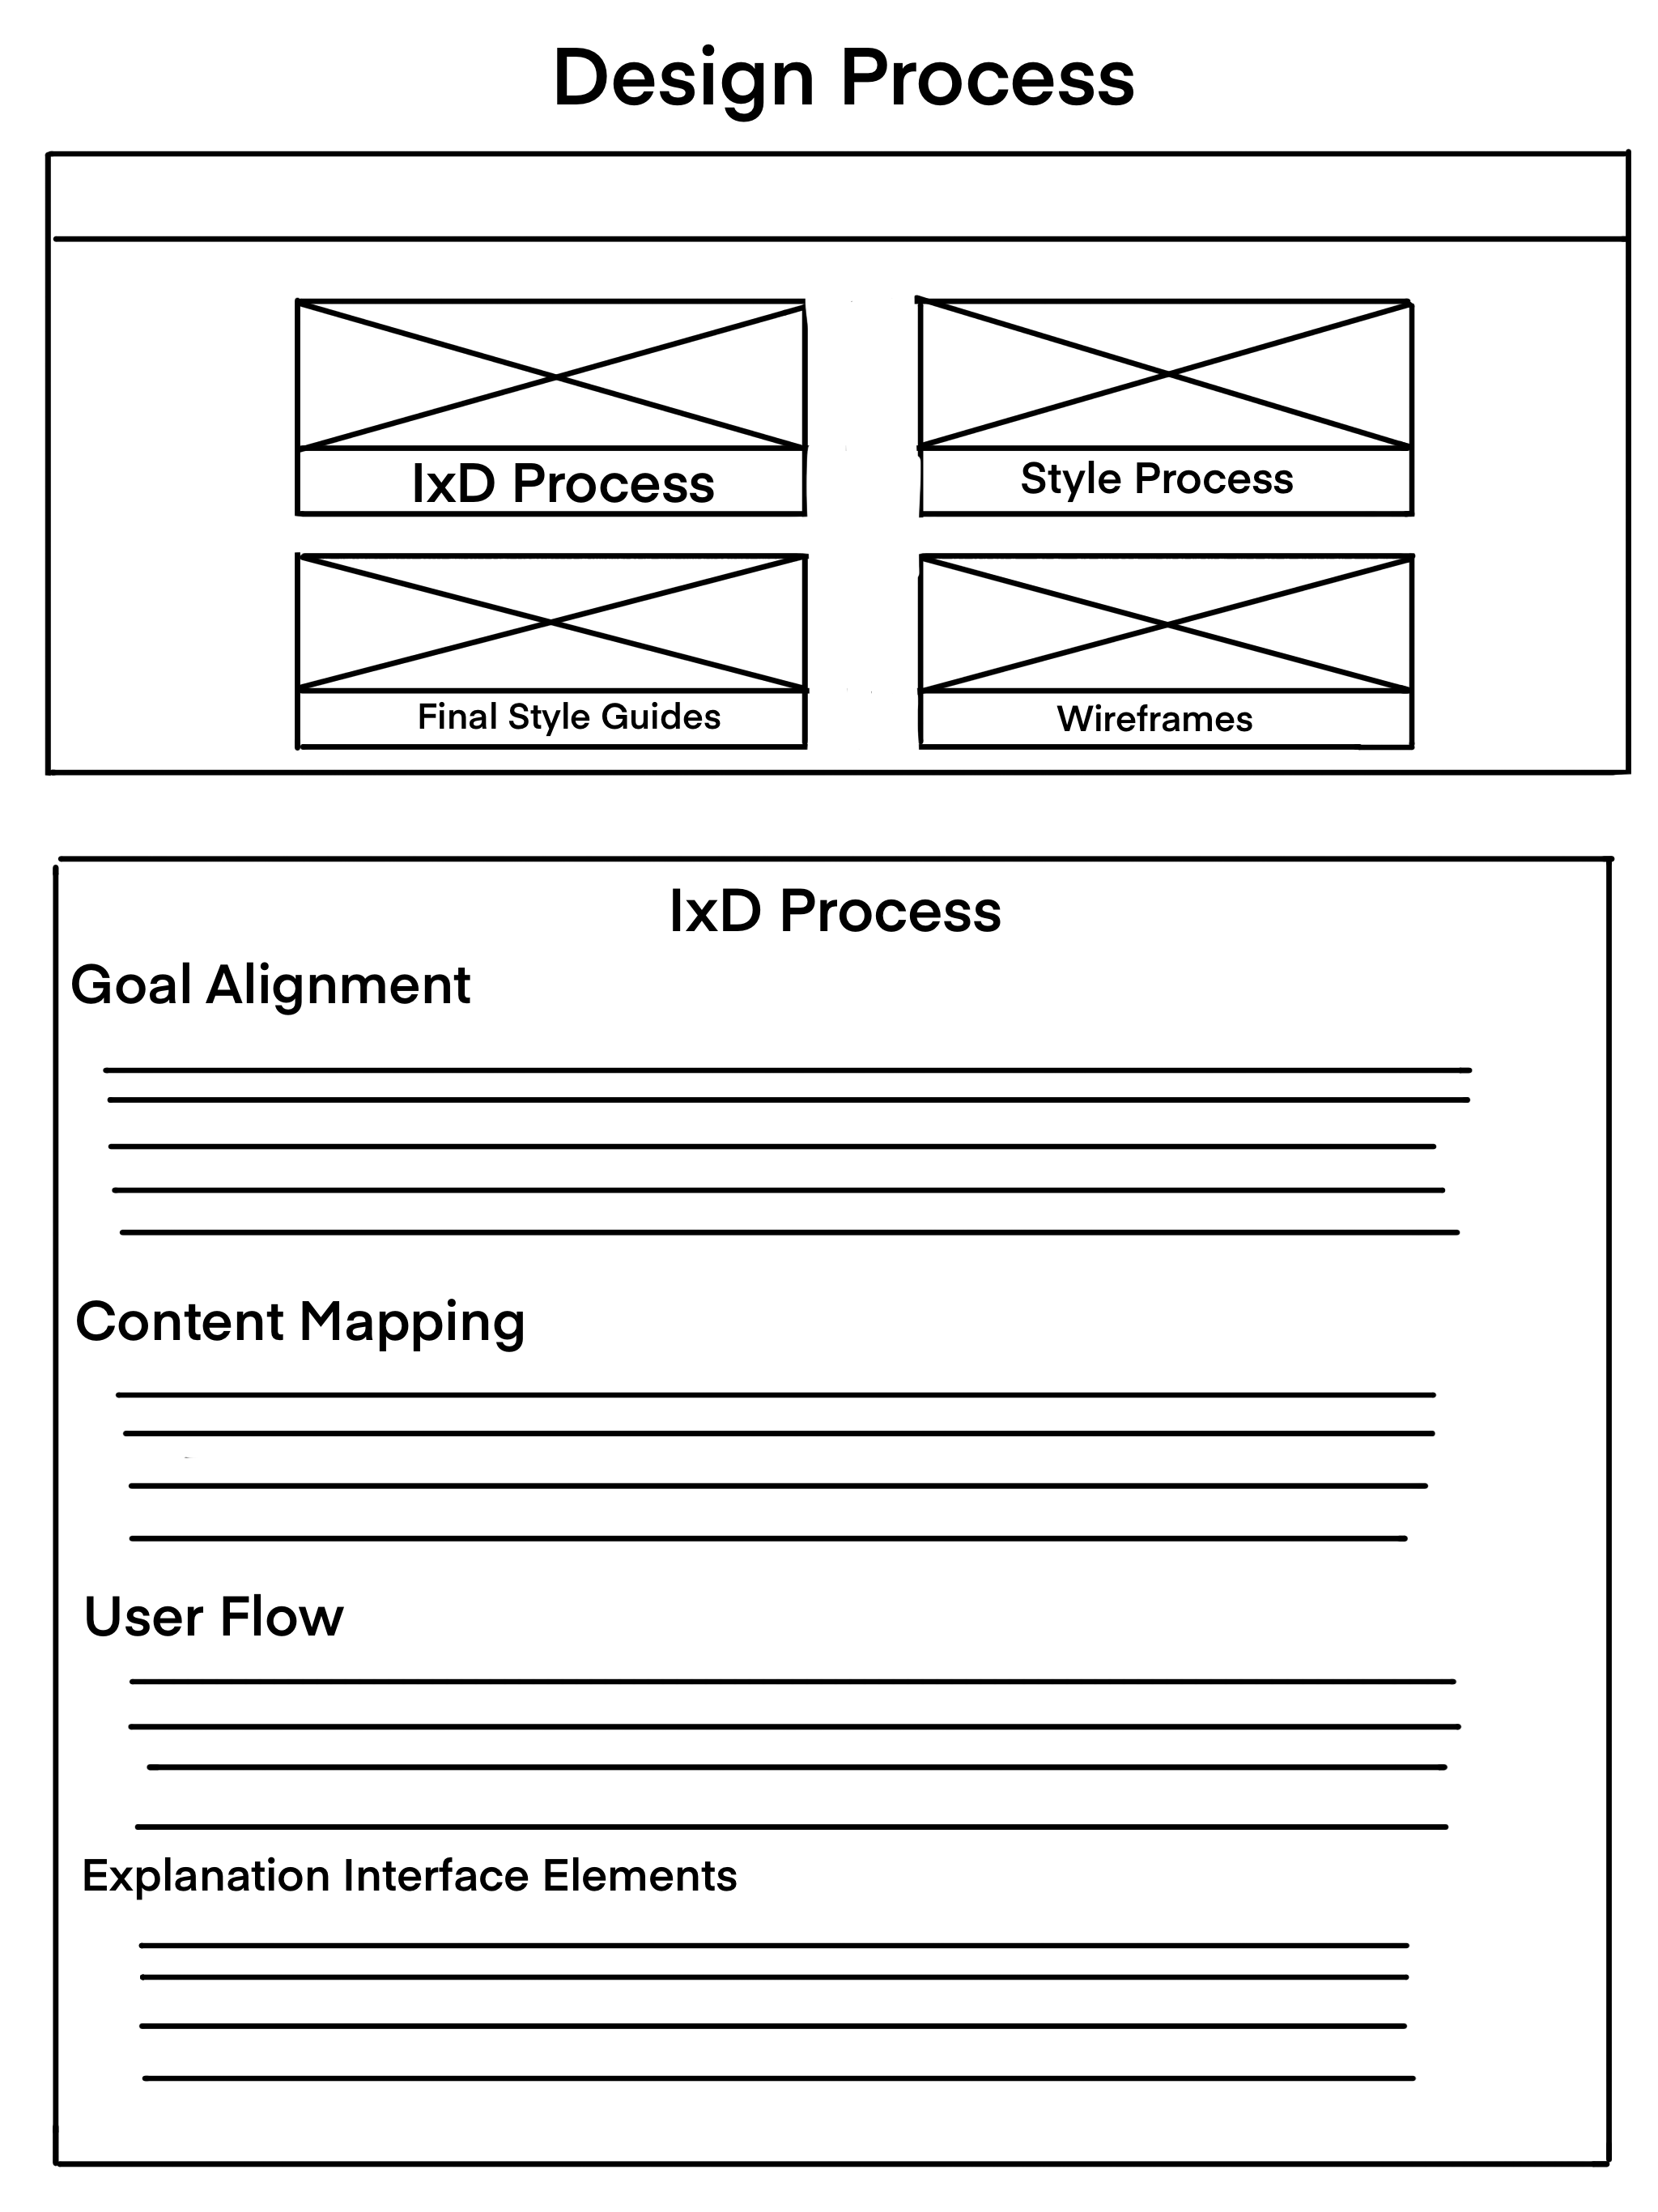 Design Process
IxD Process
Style Process
Final Style Guides
Wireframes
IxD Process
Goal Alignment
Content Mapping
User Flow
Explanation Interface Elements